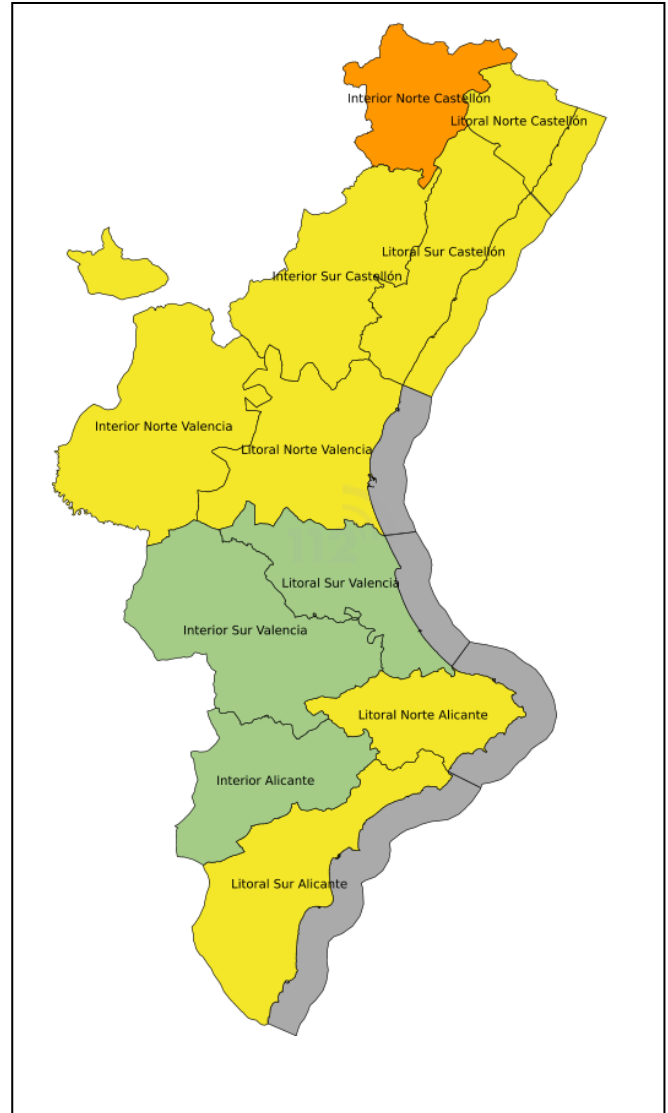 Interior Norte Castellón
Litoral Norte Castellón
Litoral Sur Castellón
Interior Sur Castellón
Interior Norte Valencia
Litoral Norte Valencia
112
Litoral Sur Valencia
Interior Sur Valencia
Litoral Norte Alicante
Interior Alicante
Litoral Sur Alicante